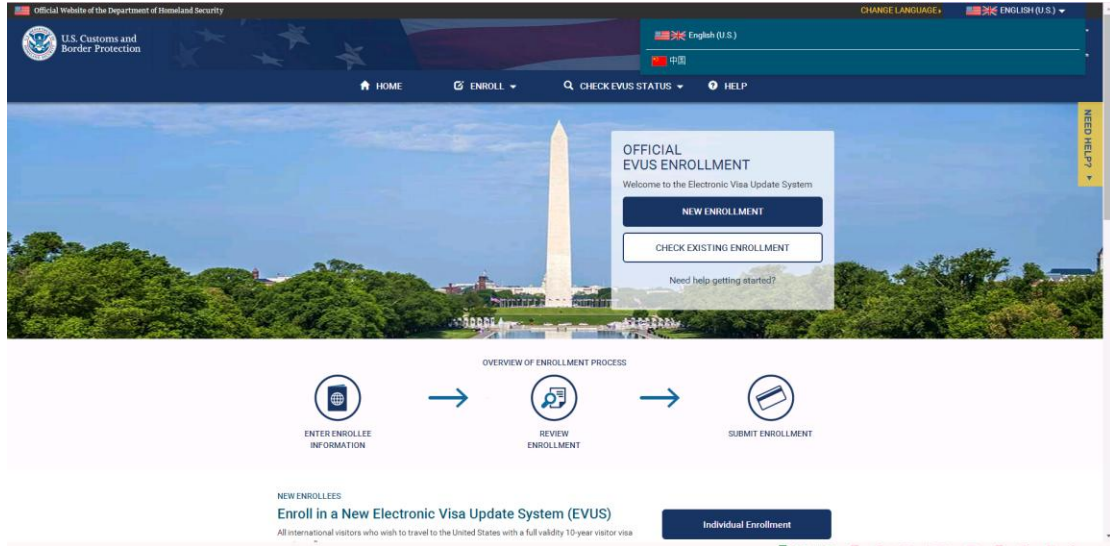 Official Website of the Department of Homeland Security
CHANGE LANGUAGE
ENGLISH (U.S.)
U.S. Customs and
Border Protection
English (U.S.)
中国
HOME
ENROLL
CHECK EVUS STATUS
HELP
NEED HELP?
OFFICIAL
EVUS ENROLLMENT
Welcome to the Electronic Visa Update System
NEW ENROLLMENT
CHECK EXISTING ENROLLMENT
Need help getting started?
OVERVIEW OF ENROLLMENT PROCESS
ENTER ENROLLEE
INFORMATION
REVIEW
ENROLLMENT
SUBMIT ENROLLMENT
NEW ENROLLEES
Enroll in a New Electronic Visa Update System (EVUS)
All international visitors who wish to travel to the United States with a full validity 10-year visitor visa
Individual Enrollment